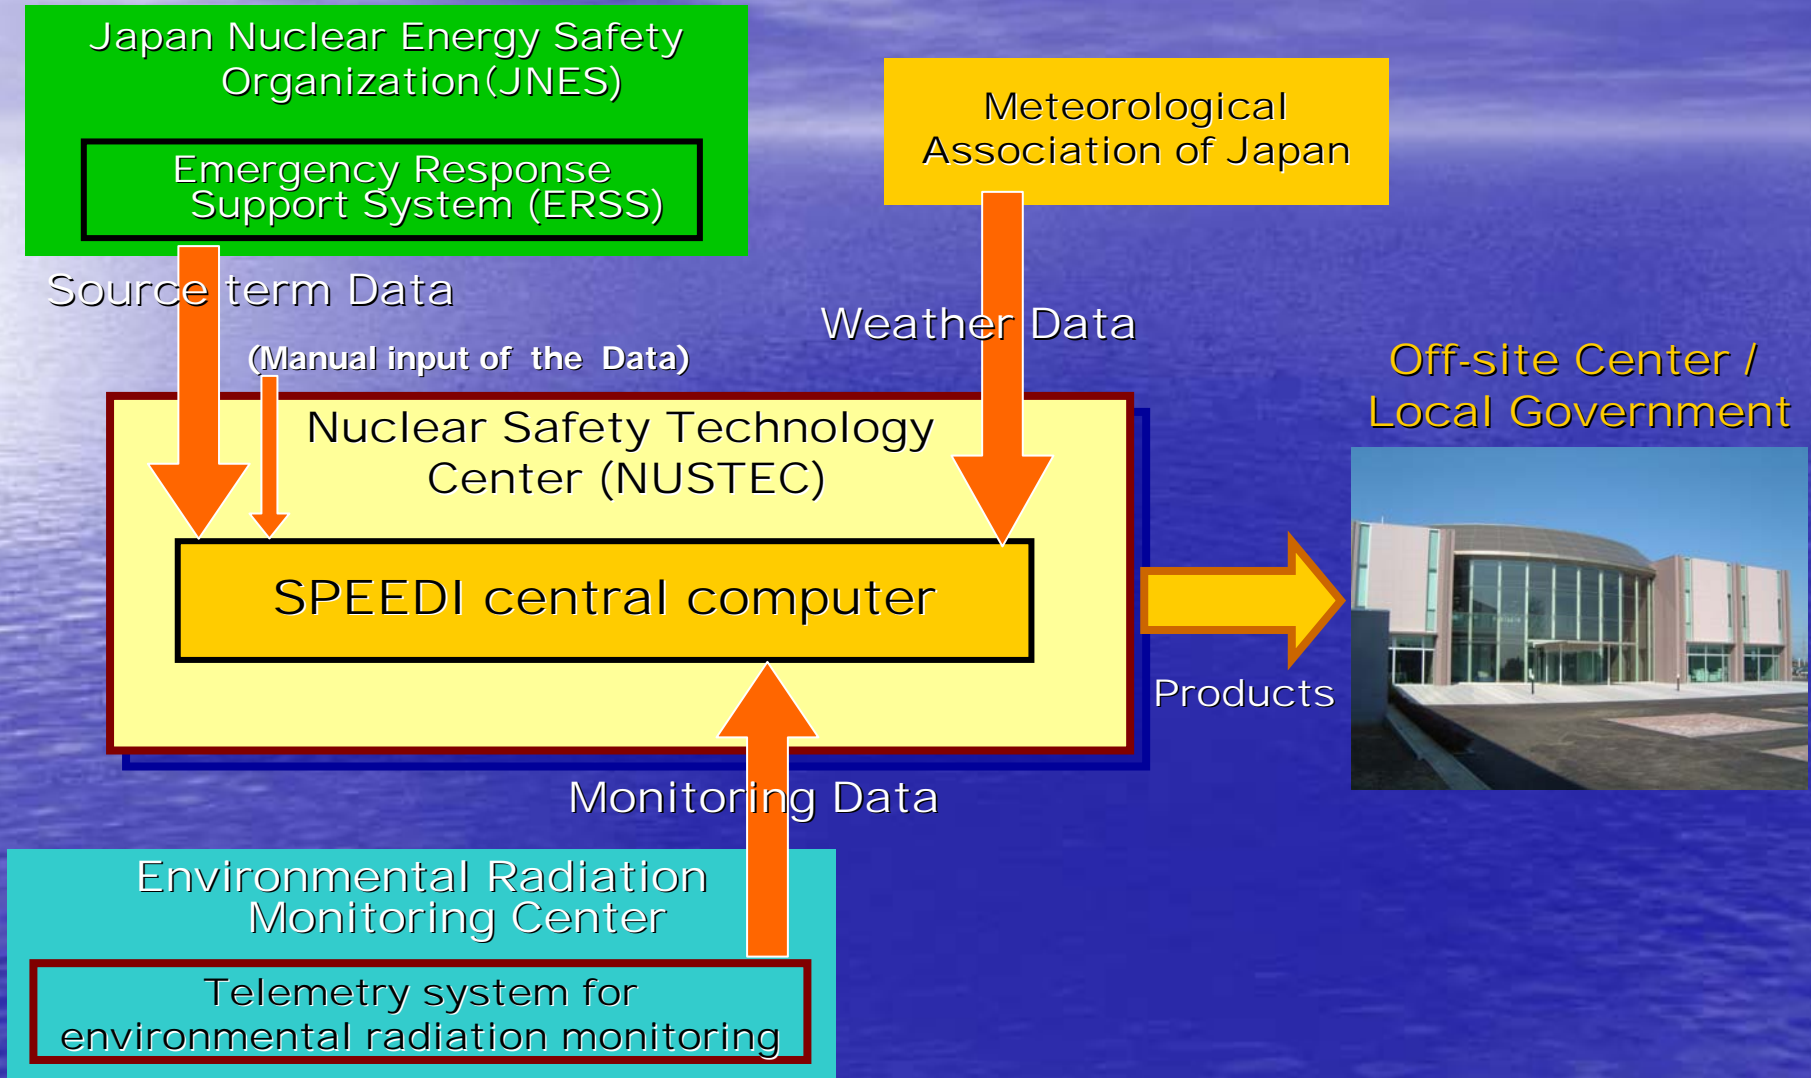 Japan Nuclear Energy Safety
Organization(JNES)
Emergency Response
Support System (ERSS)
Meteorological
Association of Japan
Source term Data
Weather Data
(Manual input of the Data)
Off-site Center /
Local Government
Nuclear Safety Technology
Center (NUSTEC)
SPEEDI central computer
Products
Monitoring Data
Environmental Radiation
Monitoring Center
Telemetry system for
environmental radiation monitoring